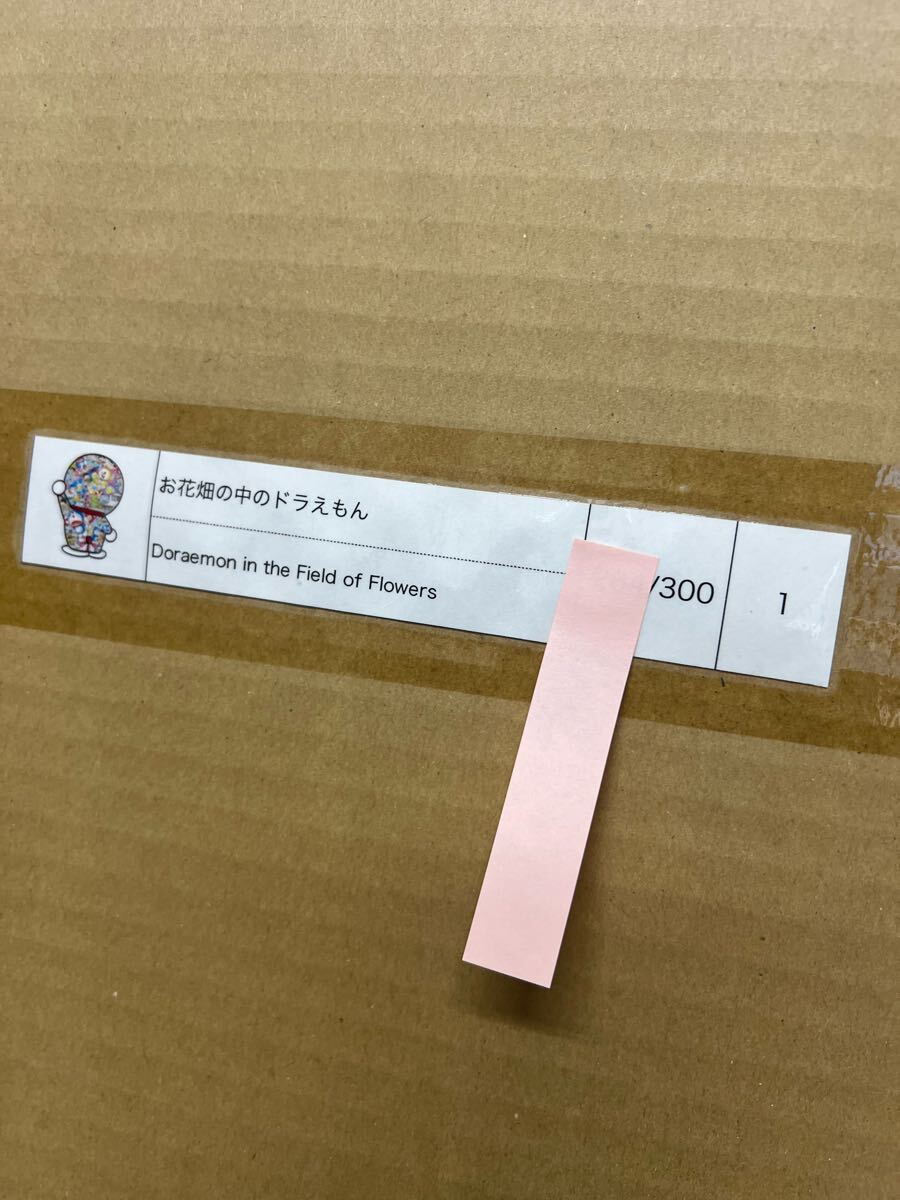 お花畑の中のドラえもん
Doraemon in the Field of Flowers
/300
1